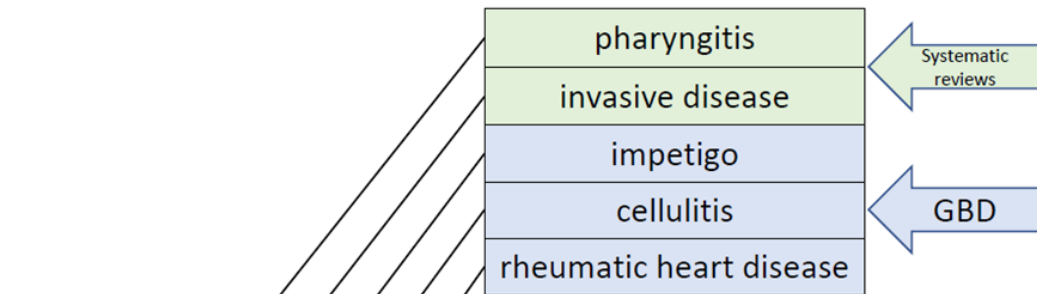 pharyngitis
Systematic
reviews
invasive disease
impetigo
cellulitis
GBD
rheumatic heart disease